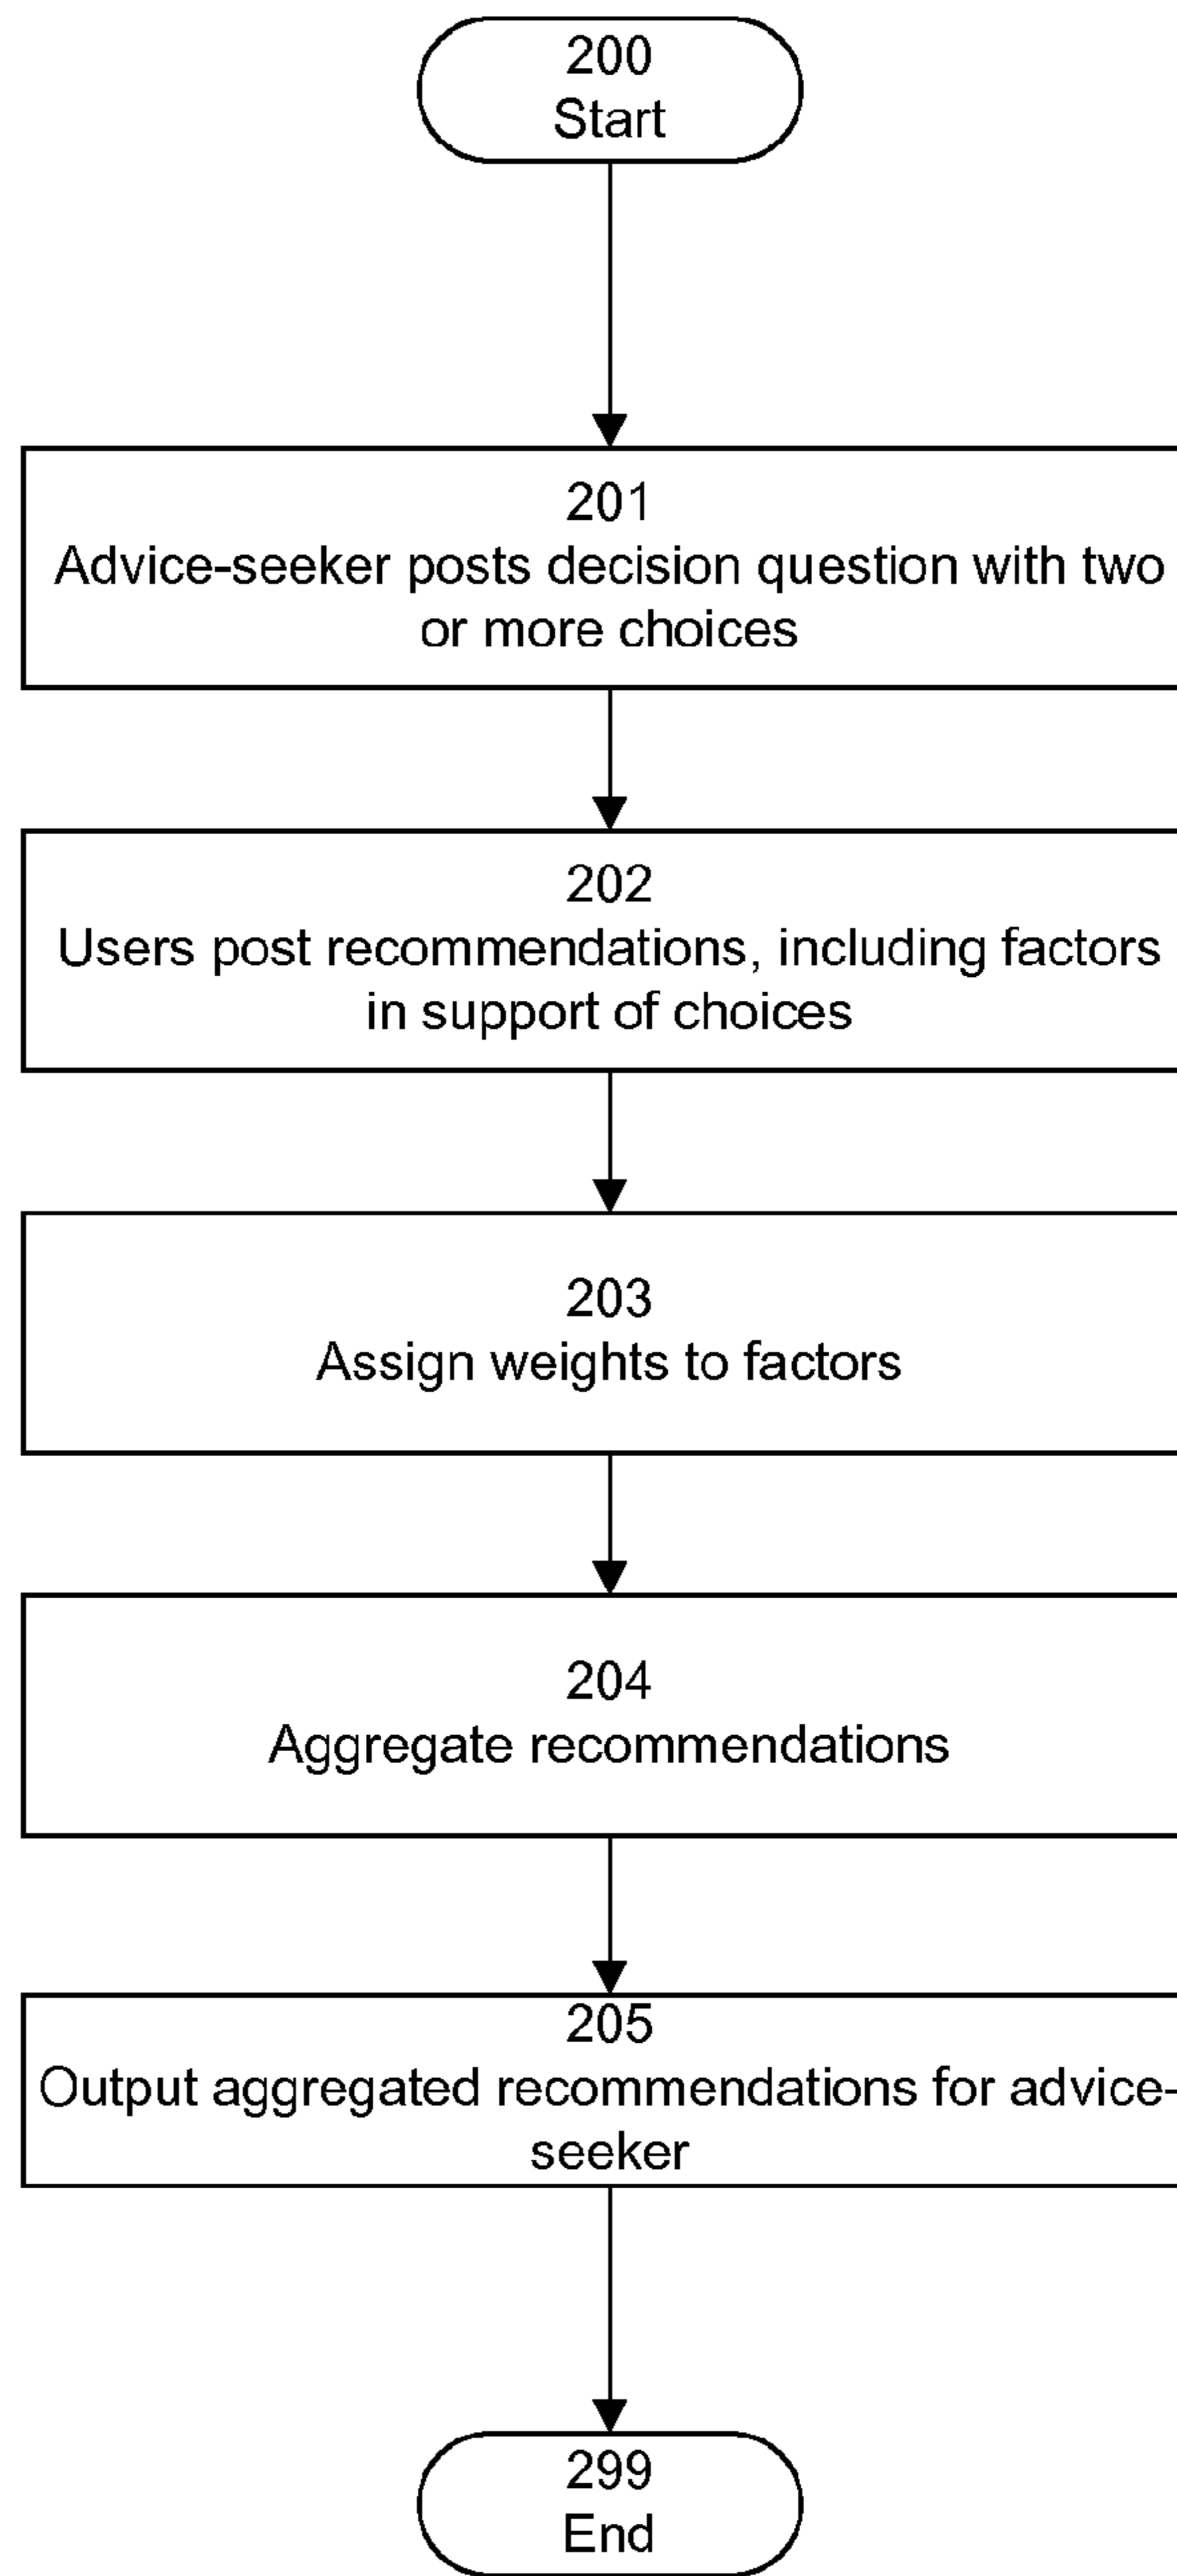 200
Start
201
Advice-seeker posts decision question with two
or more choices
202
Users post recommendations, including factors
in support of choices
203
Assign weights to factors
204
Aggregate recommendations
205
Output aggregated recommendations for advice-
seeker
299
End